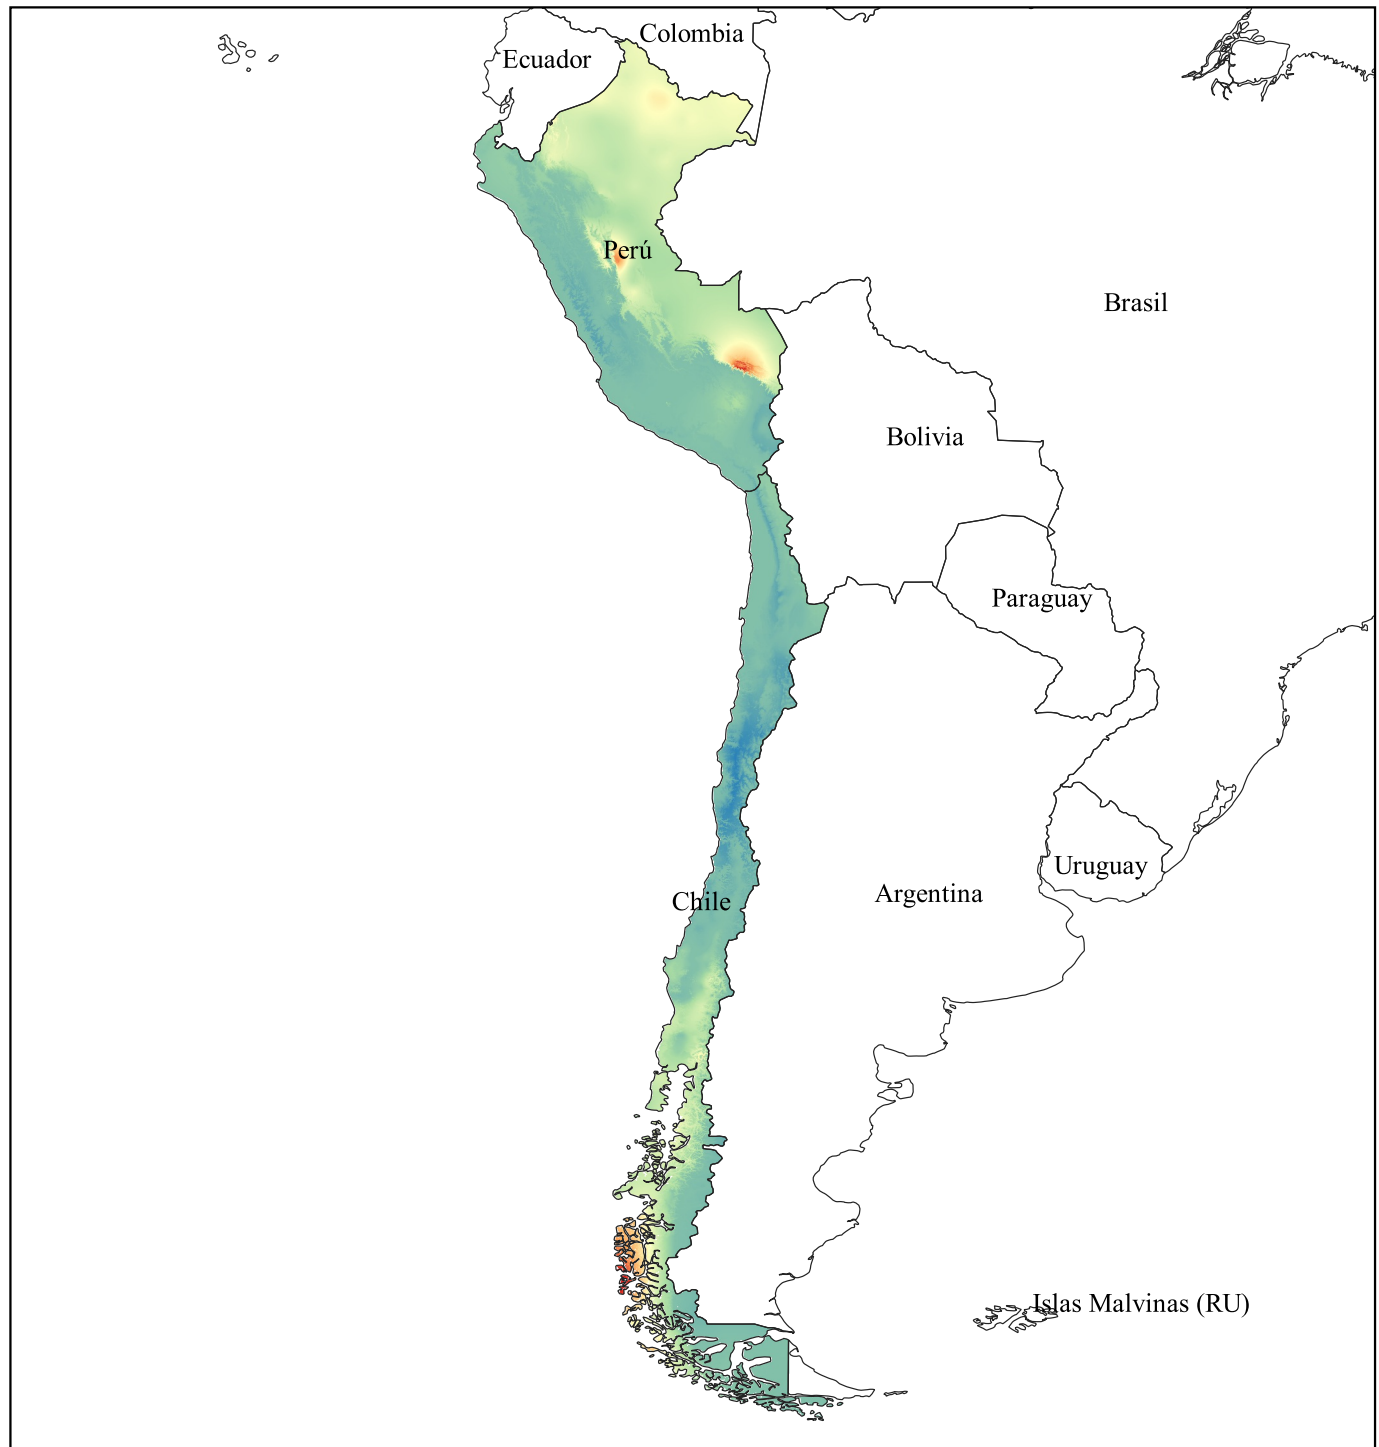 Colombia
Ecuador
Perú
Brasil
Bolivia
Paraguay
Uruguay
Argentina
Chile
Islas Malvinas (RU)